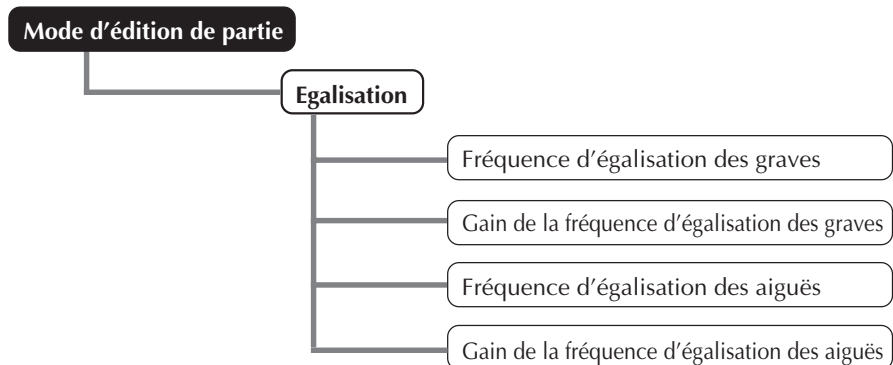 Mode d’édition de partie
Egalisation
Fréquence d’égalisation des graves
Gain de la fréquence d’égalisation des graves
Fréquence d’égalisation des aiguës
Gain de la fréquence d’égalisation des aiguës